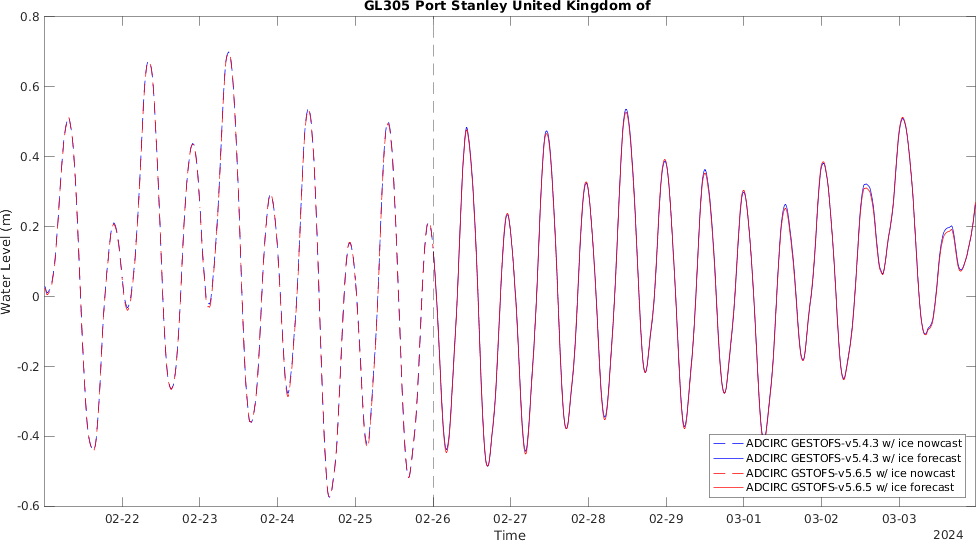 GL305 Port Stanley United Kingdom of
0.8
0.6
0.4
0.2
0
-0.2
-0.4
-0.6
Water Level (m)
ADCIRC GESTOFS-v5.4.3 w/ ice nowcast
ADCIRC GESTOFS-v5.4.3 w/ ice forecast
ADCIRC GSTOFS-v5.6.5 w/ ice nowcast
ADCIRC GSTOFS-v5.6.5 w/ ice forecast
02-22 02-23 02-24 02-25 02-26 02-27 02-28 02-29 03-01 03-02 03-03
Time
2024